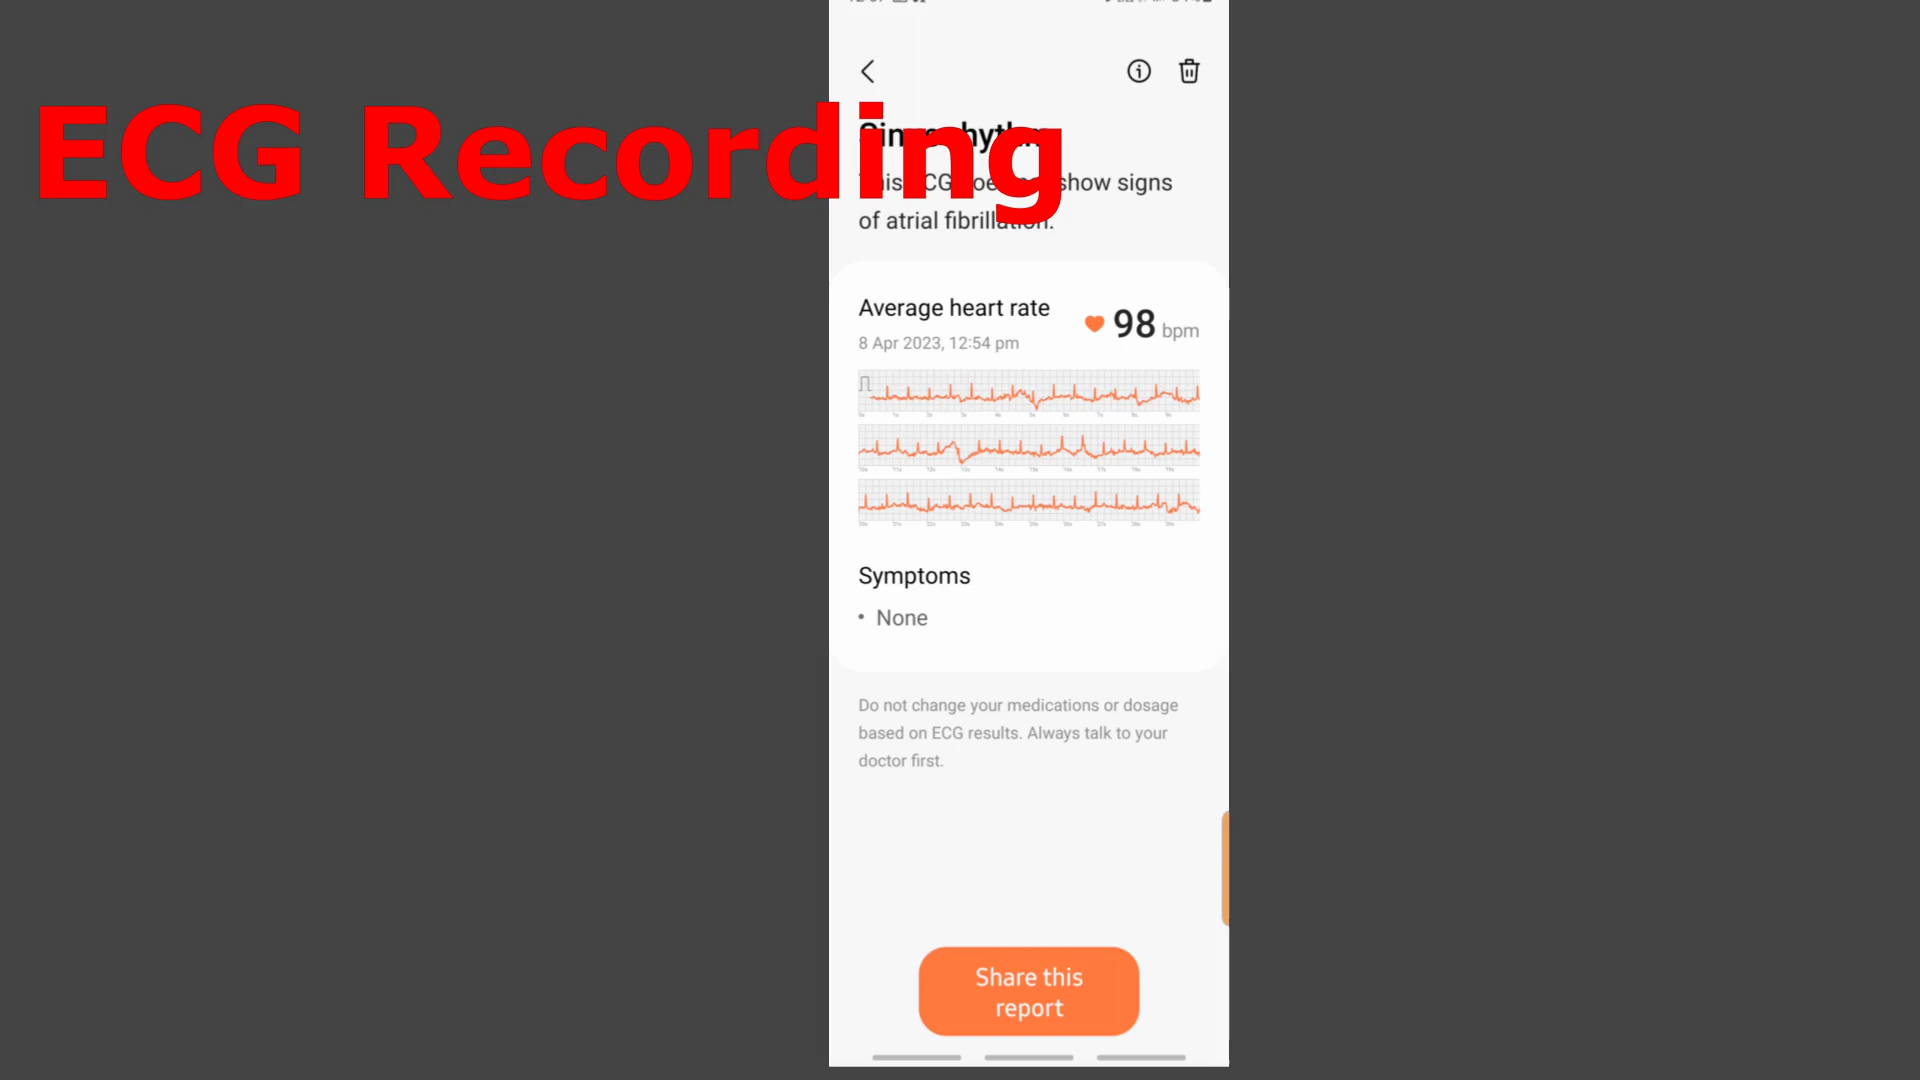 ECG Recording
of atrial fibrillation.
show signs
Average heart rate
98 bpm
8 Apr 2023, 12:54 pm
Symptoms
• None
Do not change your medications or dosage
based on ECG results. Always talk to your
doctor first.
Share this
report